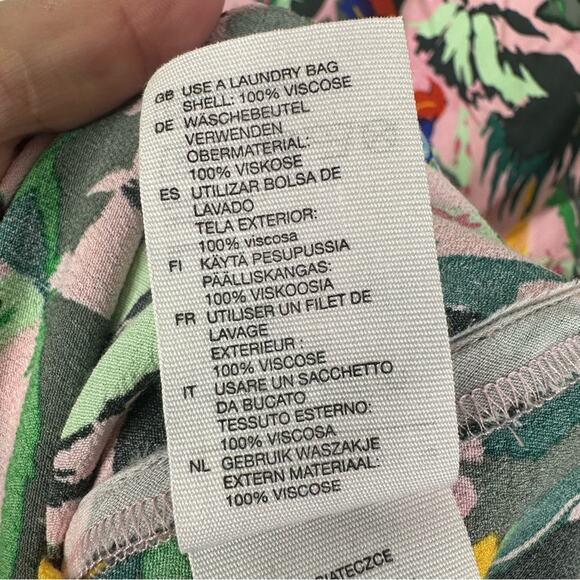 GB USE A LAUNDRY BAG
SHELL: 100% VISCOSE
DE WÄSCHEBEUTEL
VERWENDEN
OBERMATERIAL:
100% VISKOSE
ES UTILIZAR BOLSA DE
LAVADO
TELA EXTERIOR:
100% viscosa
FI KÄYTÄ PESUPUSSIA
PÄÄLLISKANGAS:
100% VISKOOSIA
FR UTILISER UN FILET DE
LAVAGE
EXTERIEUR :
100% VISCOSE
IT USARE UN SACCHETTO
DA BUCATO
TESSUTO ESTERNO:
100% VISCOSA
NL GEBRUIK WASZAKJE
EXTERN MATERIAAL:
100% VISCOSE